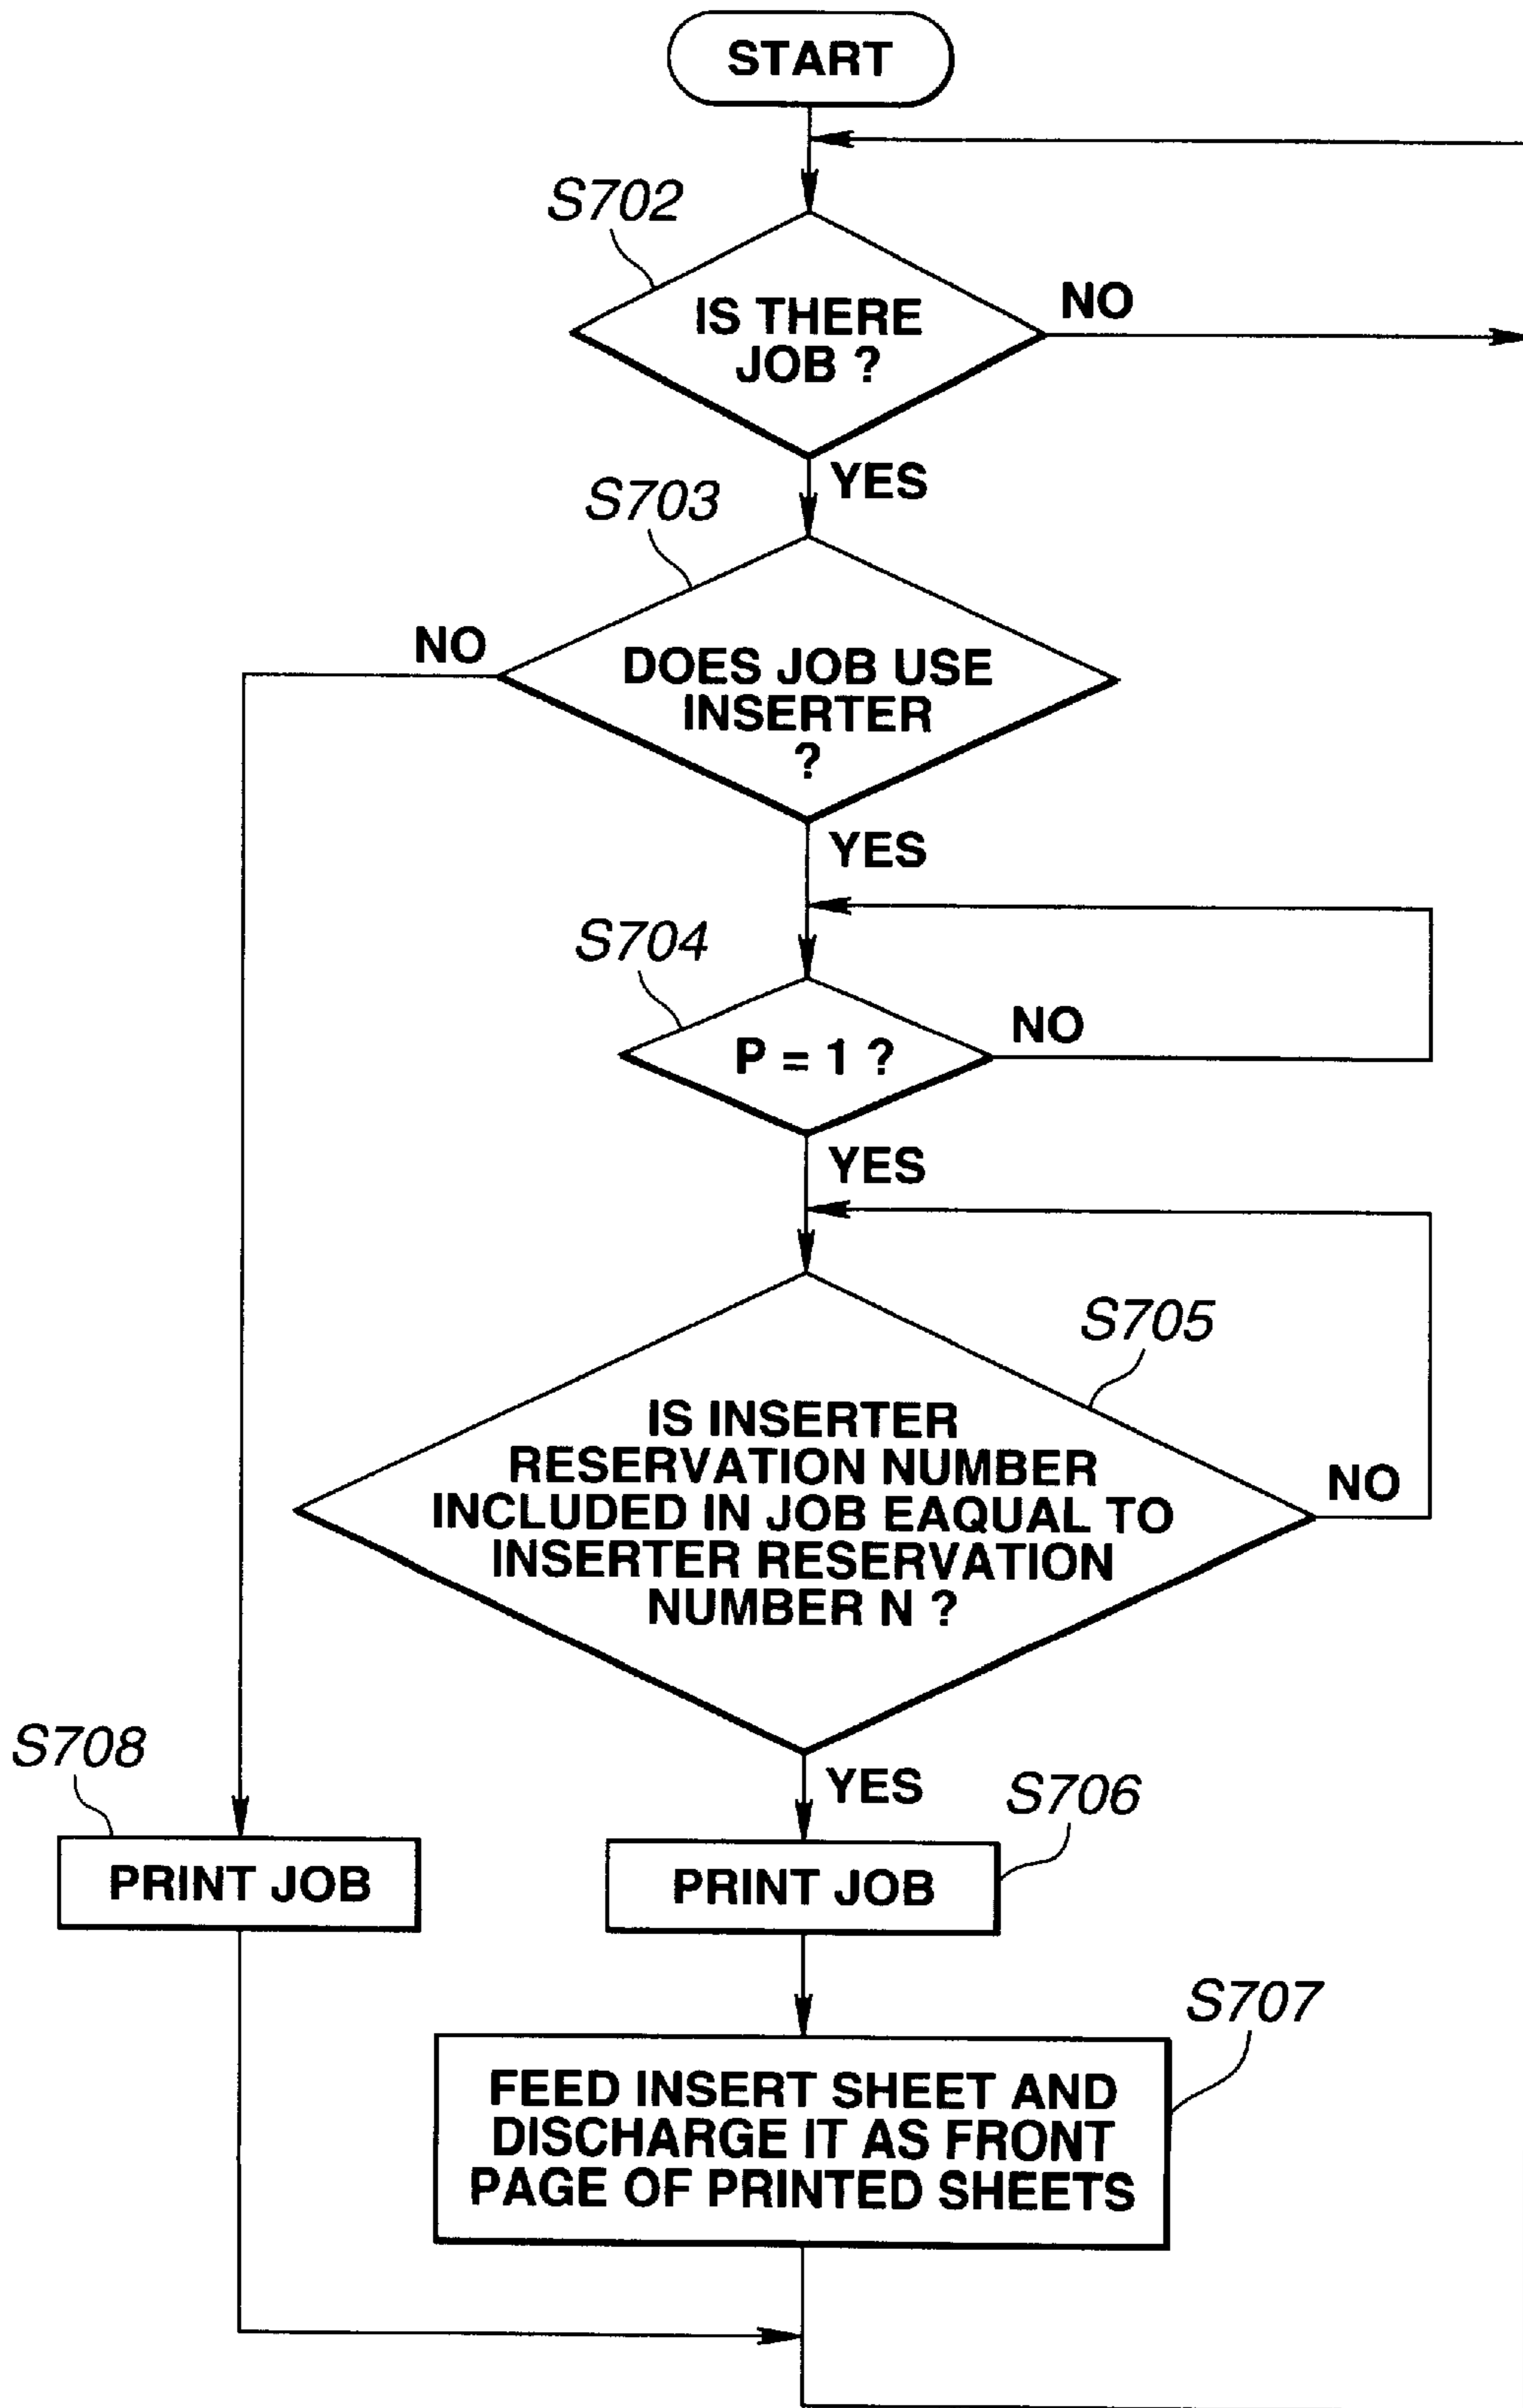 START
S702
IS THERE
JOB ?
NO
YES
S703
NO
DOES JOB USE
INSERTER
?
YES
S704
P = 1 ?
NO
YES
S705
IS INSERTER
RESERVATION NUMBER
INCLUDED IN JOB EAQUAL TO
INSERTER RESERVATION
NUMBER N ?
NO
YES
S708
PRINT JOB
S706
PRINT JOB
S707
FEED INSERT SHEET AND
DISCHARGE IT AS FRONT
PAGE OF PRINTED SHEETS